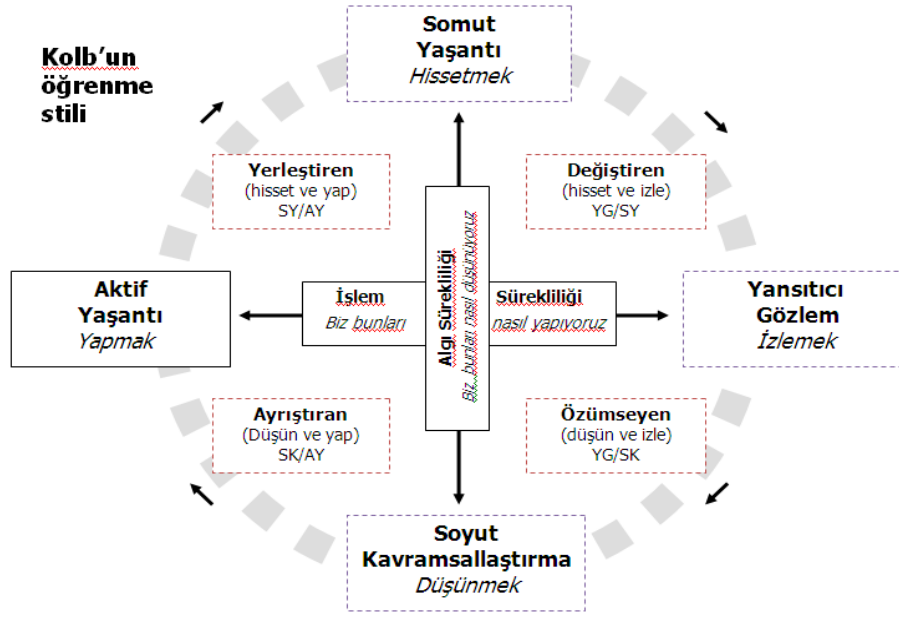 Kolb’un
öğrenme
stili
Somut
Yaşantı
Hissetmek
Yerleştiren
(hisset ve yap)
SY/AY
Değiştiren
(hisset ve izle)
YG/SY
Aktif
Yaşantı
Yapmak
İşlem
Biz bunları
Algı Sürekliliği
Biz bunları nasıl düşünüyoruz
Sürekliliği
nasıl yapıyoruz
Yansıtıcı
Gözlem
İzlemek
Ayrıştıran
(Düşün ve yap)
SK/AY
Özümseyen
(düşün ve izle)
YG/SK
Soyut
Kavramsallaştırma
Düşünmek